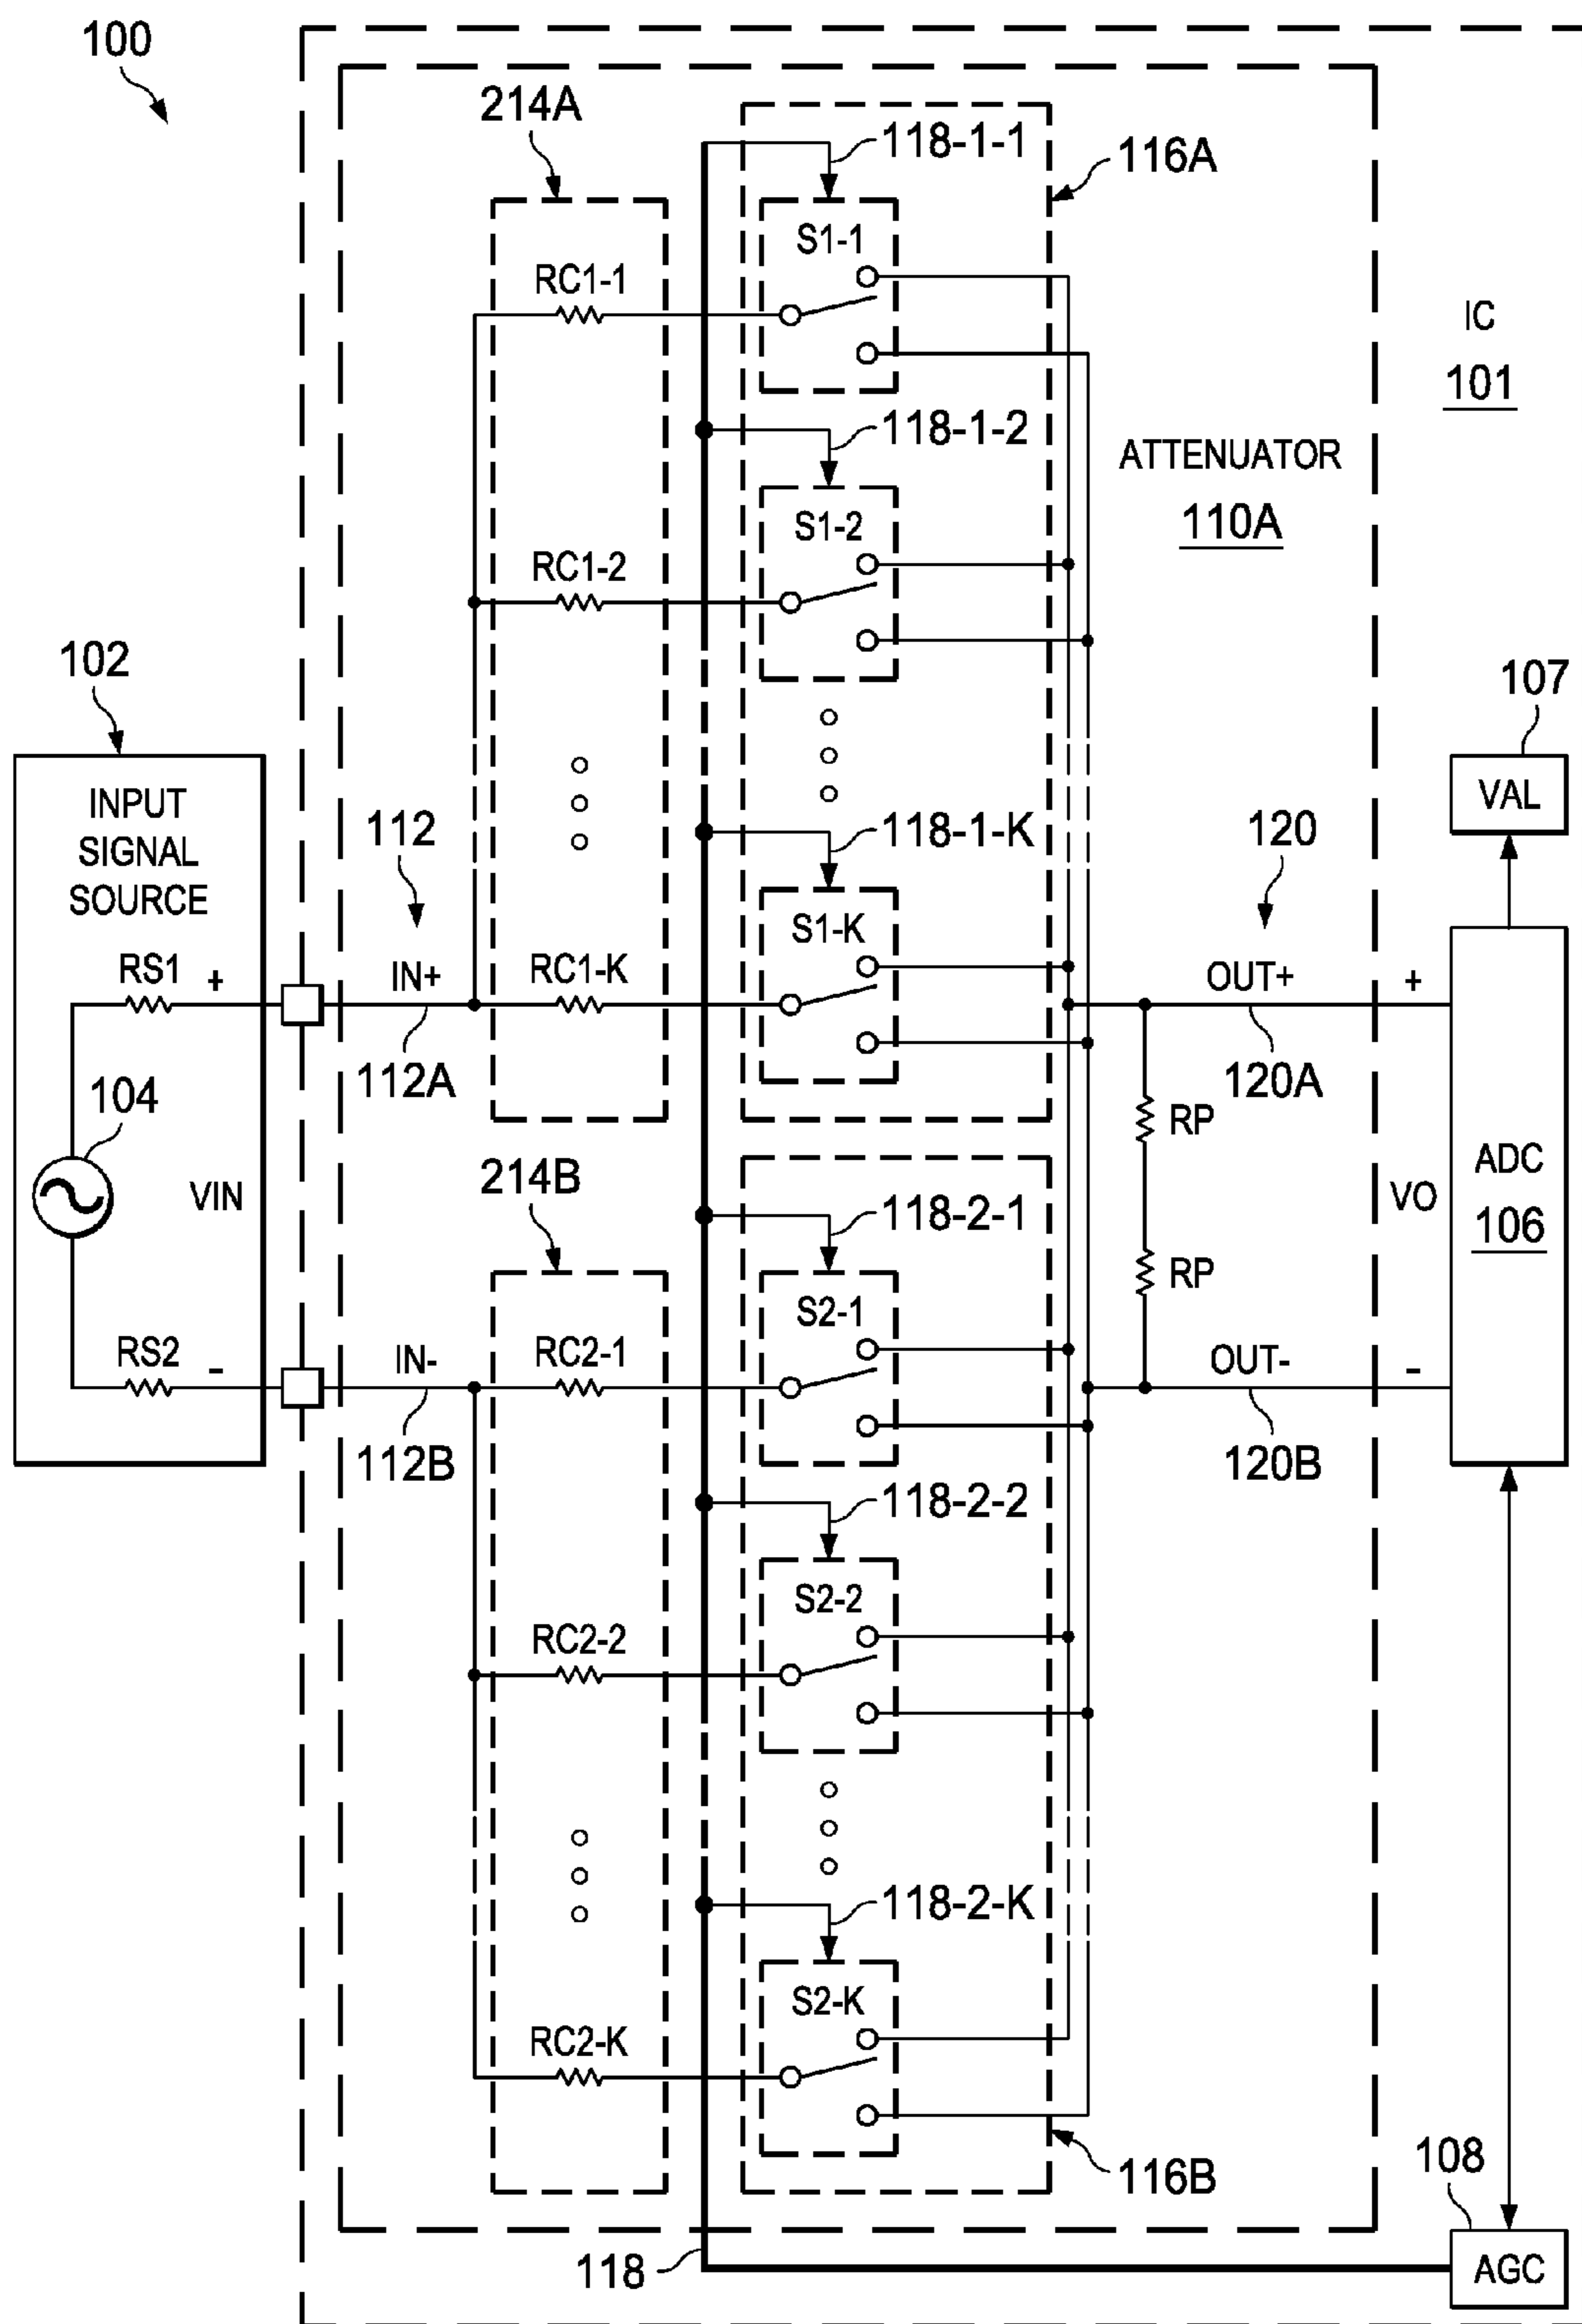 100
214A
118-1-1
116A
S1-1
RC1-1
IC
101
118-1-2
ATTENUATOR
110A
S1-2
RC1-2
102
107
INPUT
SIGNAL
SOURCE
VAL
112
118-1-K
120
S1-K
RS1
+
IN+
RC1-K
OUT+
+
112A
120A
104
RP
214B
ADC
106
VIN
VO
118-2-1
RP
S2-1
RS2
-
IN-
RC2-1
OUT-
-
112B
120B
118-2-2
S2-2
RC2-2
118-2-K
S2-K
RC2-K
108
116B
118
AGC